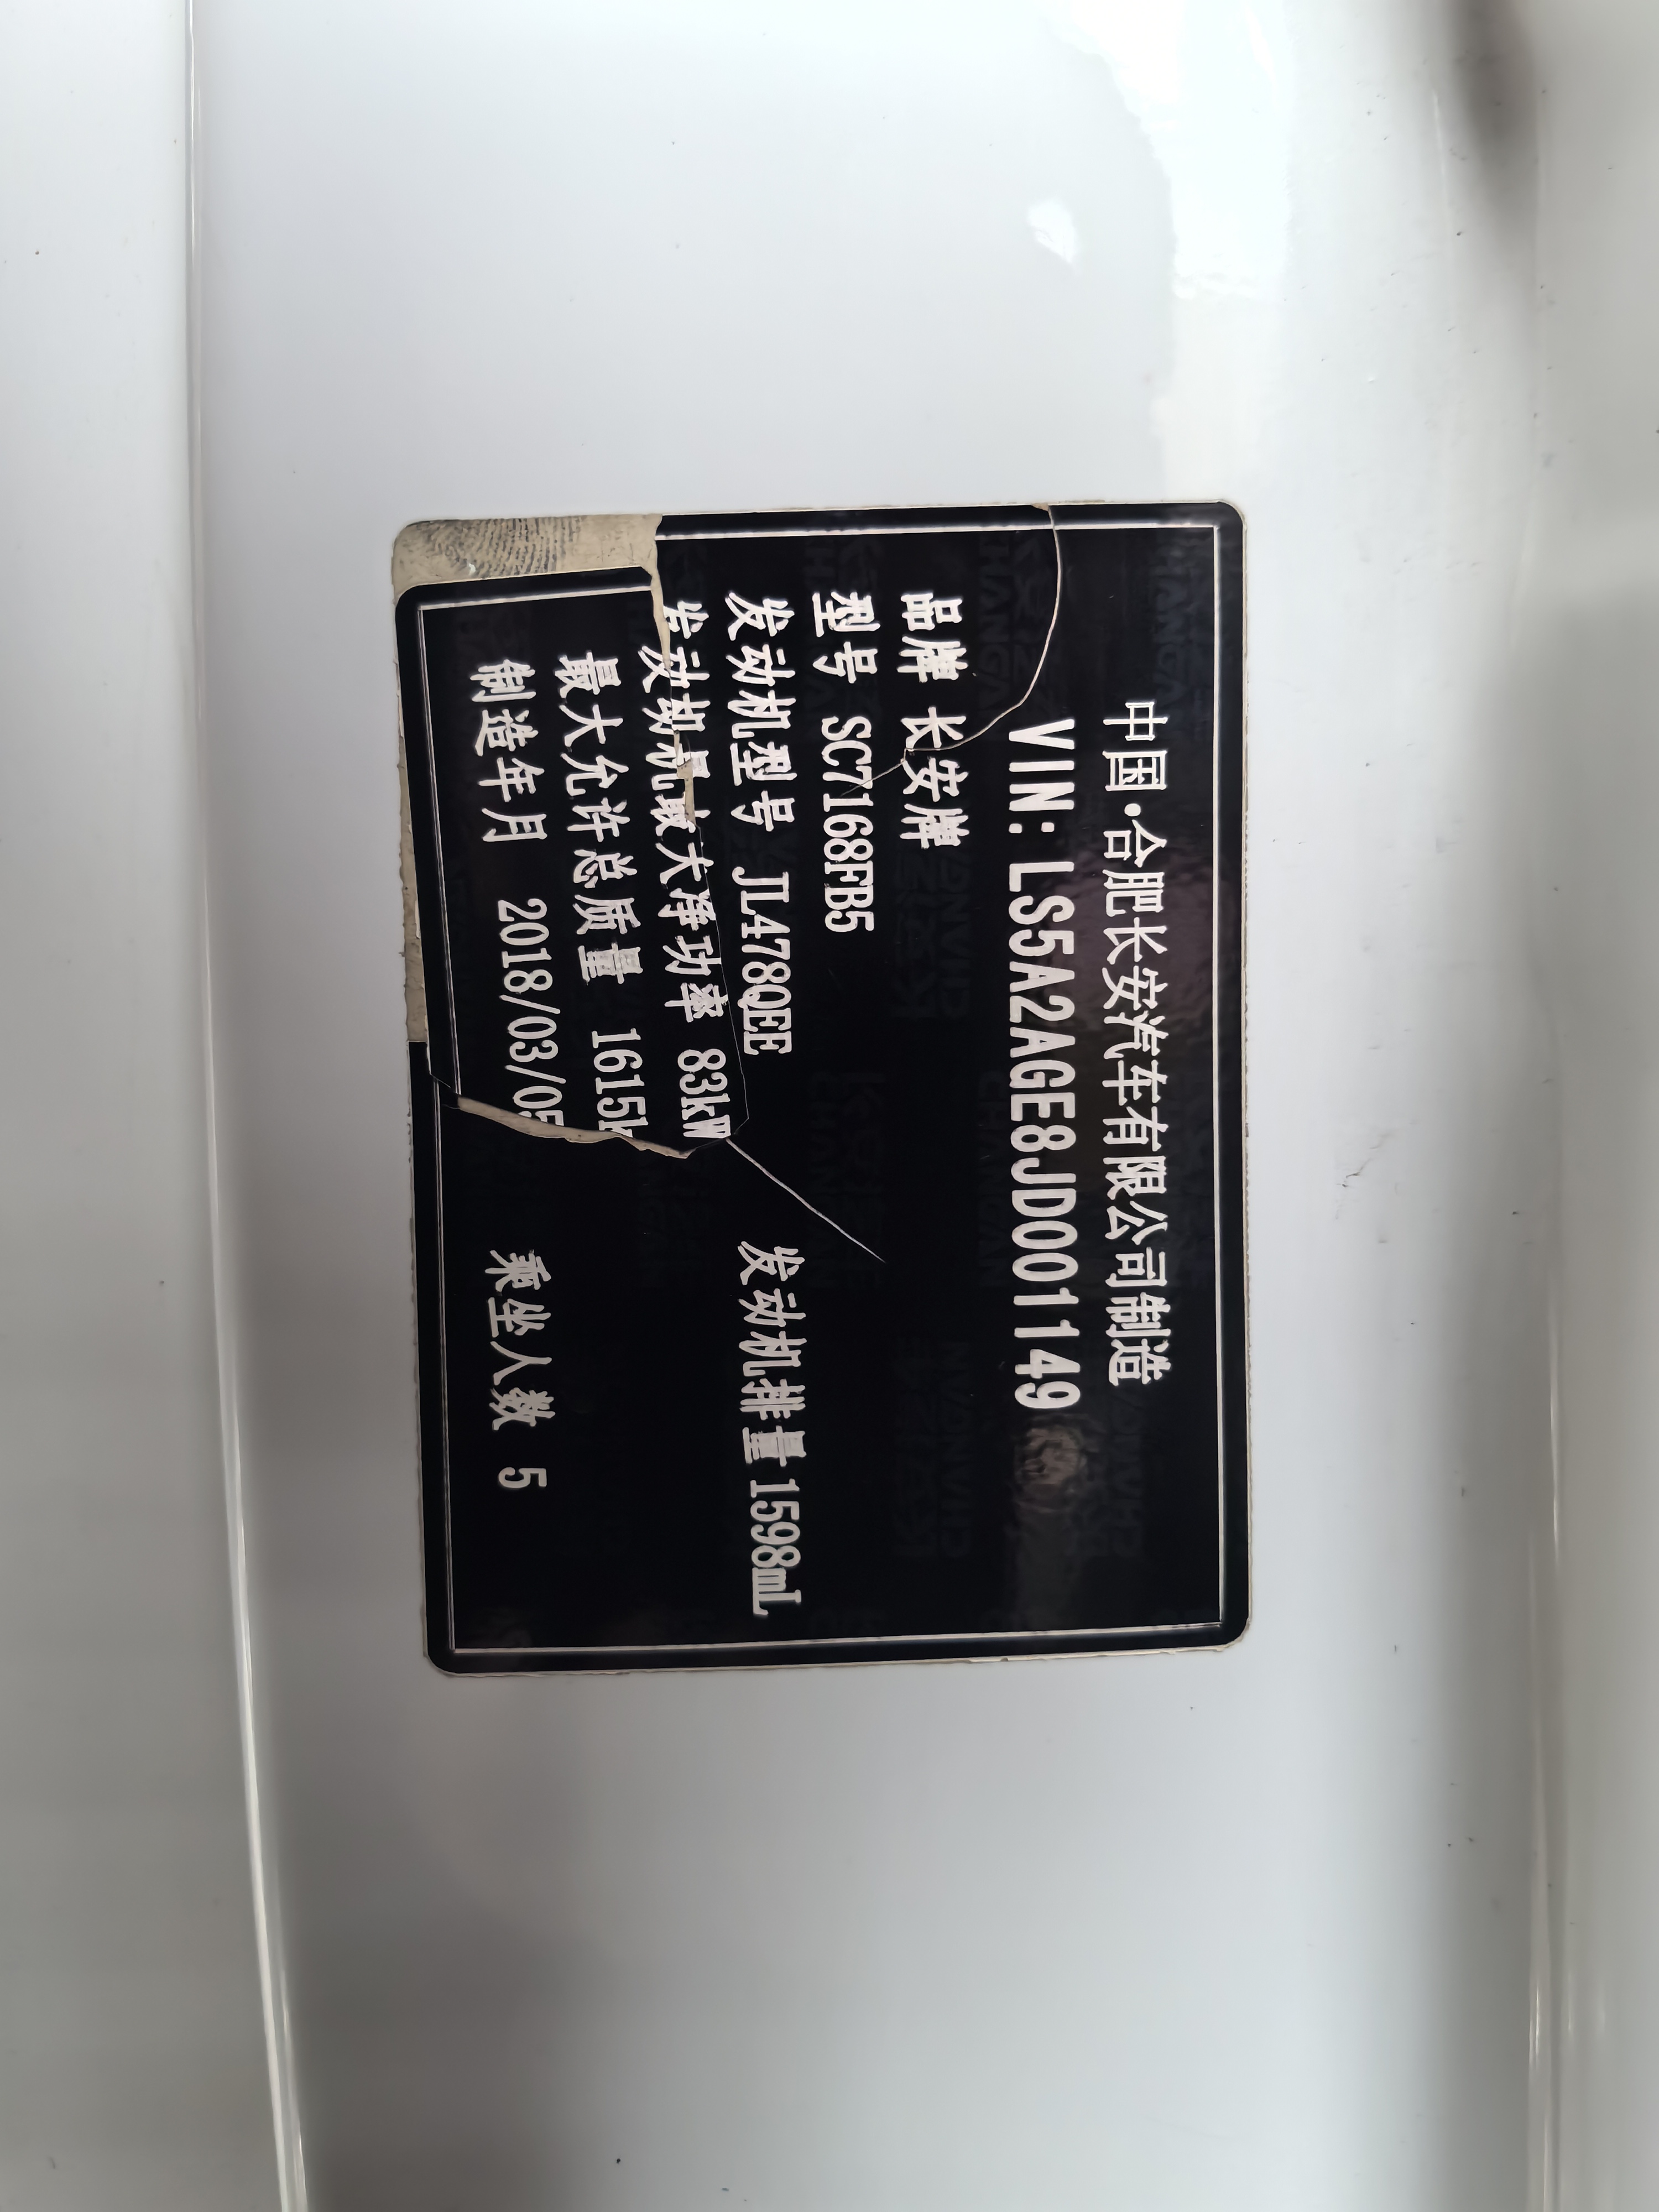 中国·合肥长安汽车有限公司制造
VIN: LS5A2AGE8JD001149
品牌 长安牌
型号 SC7168FB5
发动机型号 JL478QEE 发动机排量 1598mL
发动机最大净功率 83kW
最大允许总质量 1615k
制造年月 2018/03/05 乘坐人数 5